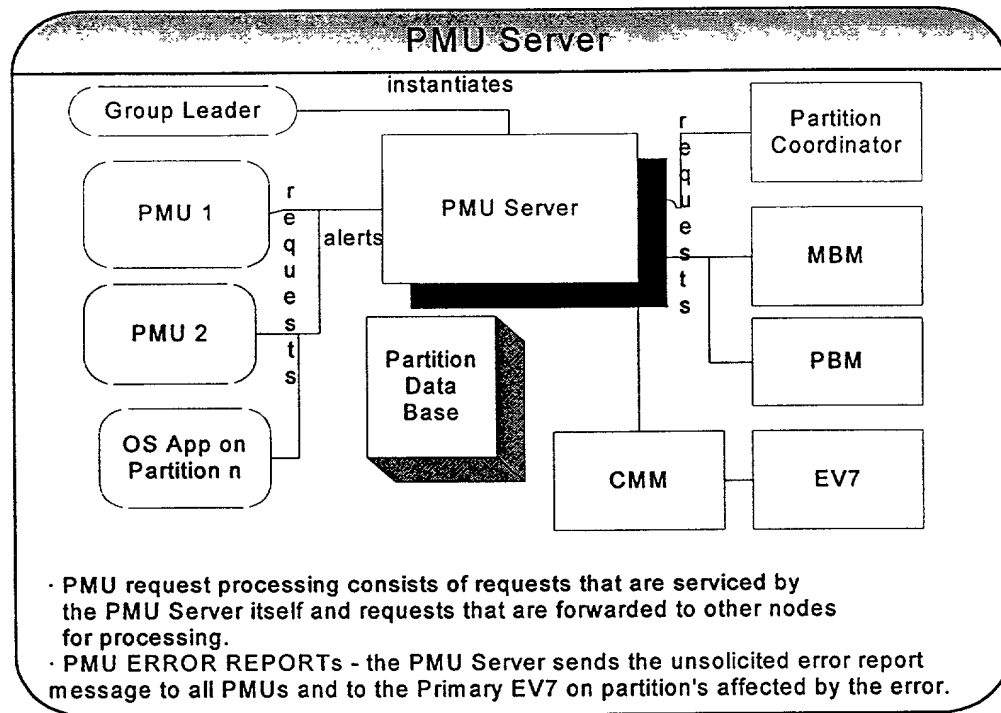 PMU Server
instantiates
Group Leader
PMU 1
requests
alerts
PMU Server
requests
Partition
Coordinator
MBM
PMU 2
Partition
Data
Base
PBM
OS App on
Partition n
CMM
EV7
· PMU request processing consists of requests that are serviced by
the PMU Server itself and requests that are forwarded to other nodes
for processing.
· PMU ERROR REPORTs - the PMU Server sends the unsolicited error report
message to all PMUs and to the Primary EV7 on partition's affected by the error.